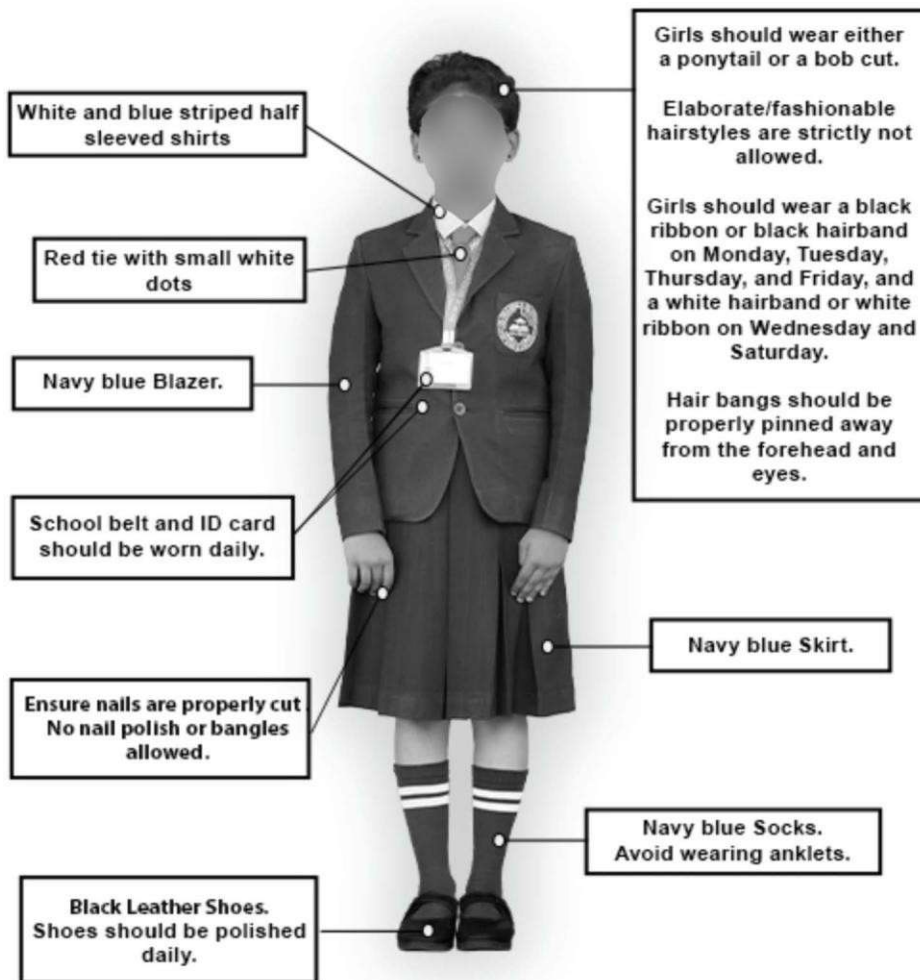 Girls should wear either
a ponytail or a bob cut.
Elaborate/fashionable
hairstyles are strictly not
allowed.
Girls should wear a black
ribbon or black hairband
on Monday, Tuesday,
Thursday, and Friday, and
a white hairband or white
ribbon on Wednesday and
Saturday.
Hair bangs should be
properly pinned away
from the forehead and
eyes.
White and blue striped half
sleeved shirts
Red tie with small white
dots
Navy blue Blazer.
School belt and ID card
should be worn daily.
Ensure nails are properly cut
No nail polish or bangles
allowed.
Navy blue Skirt.
Navy blue Socks.
Avoid wearing anklets.
Black Leather Shoes.
Shoes should be polished
daily.